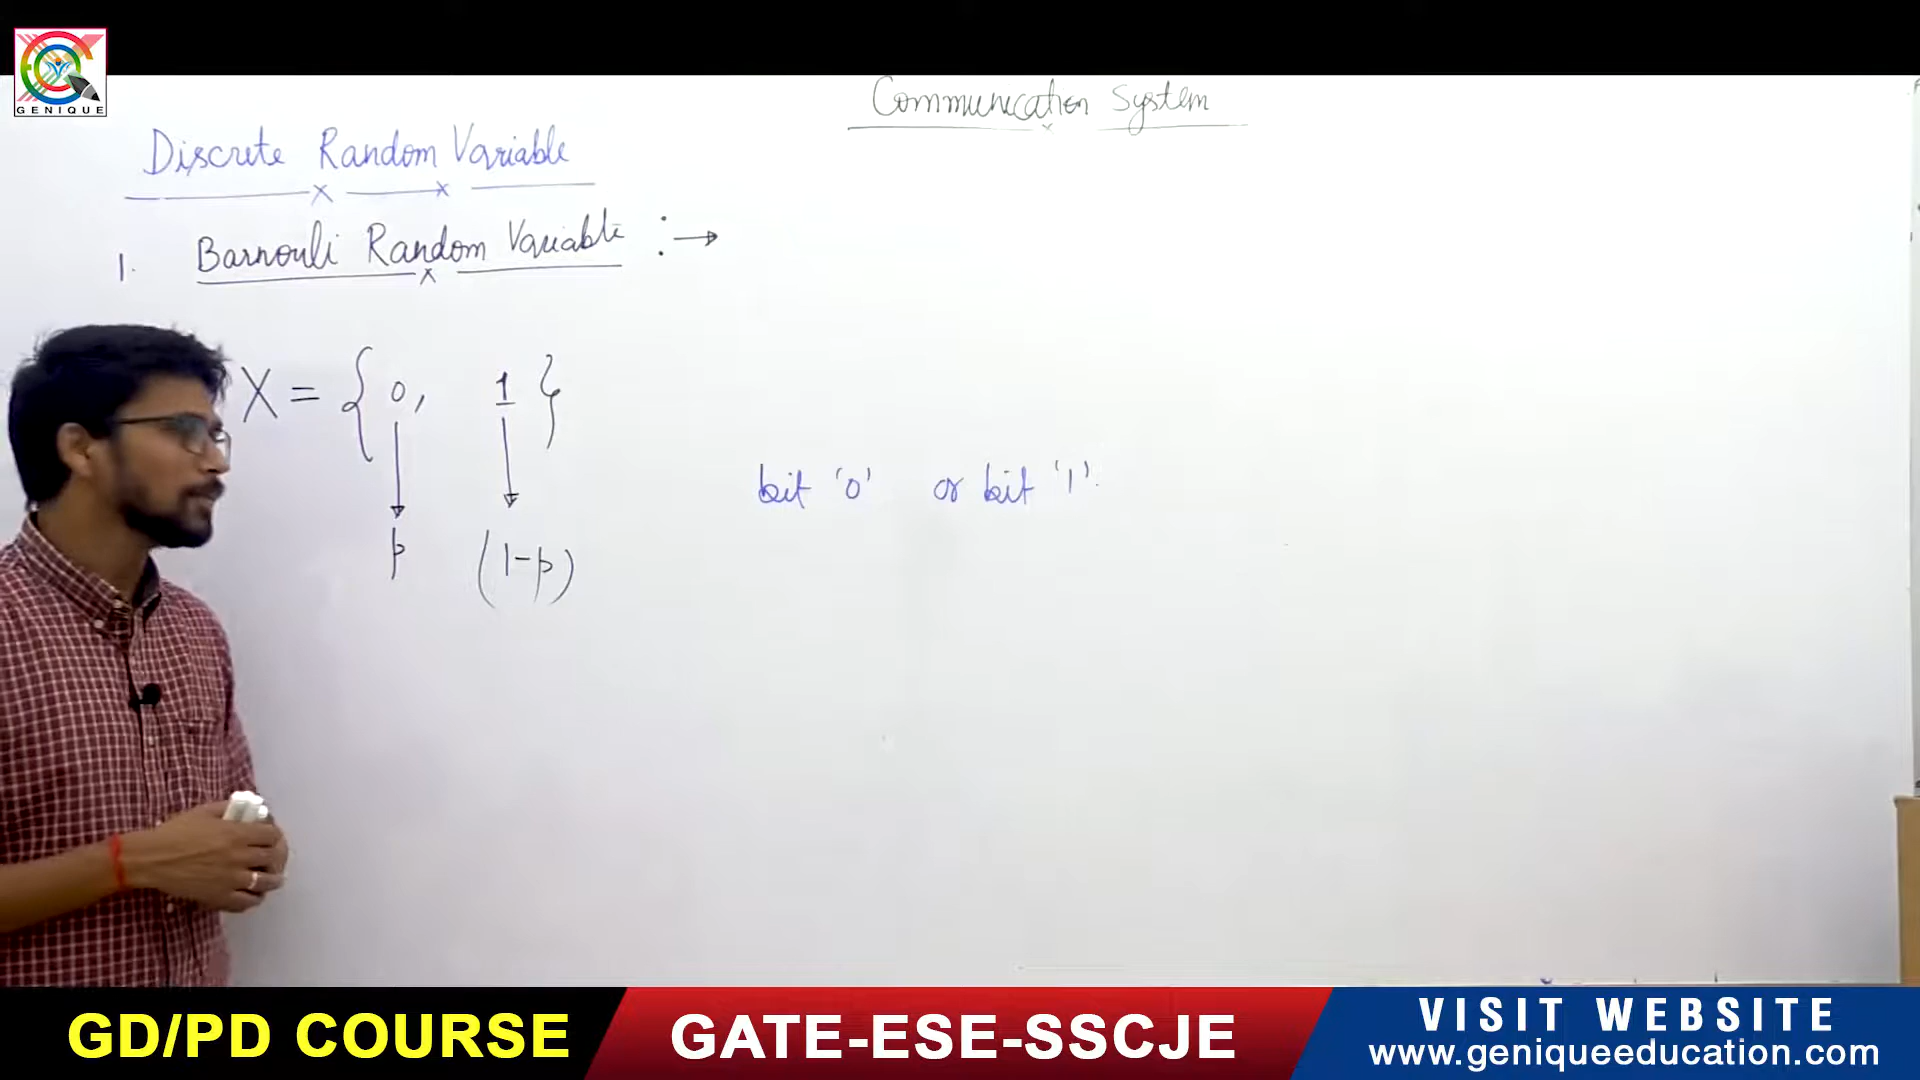 GENIQUE
Communication System
Discrete Random Variable
1. Barnouli Random Variable :→
X = { 0, 1 }
p (1-p)
bit '0' or bit '1'.
GD/PD COURSE
GATE-ESE-SSCJE
VISIT WEBSITE
www.geniqueeducation.com